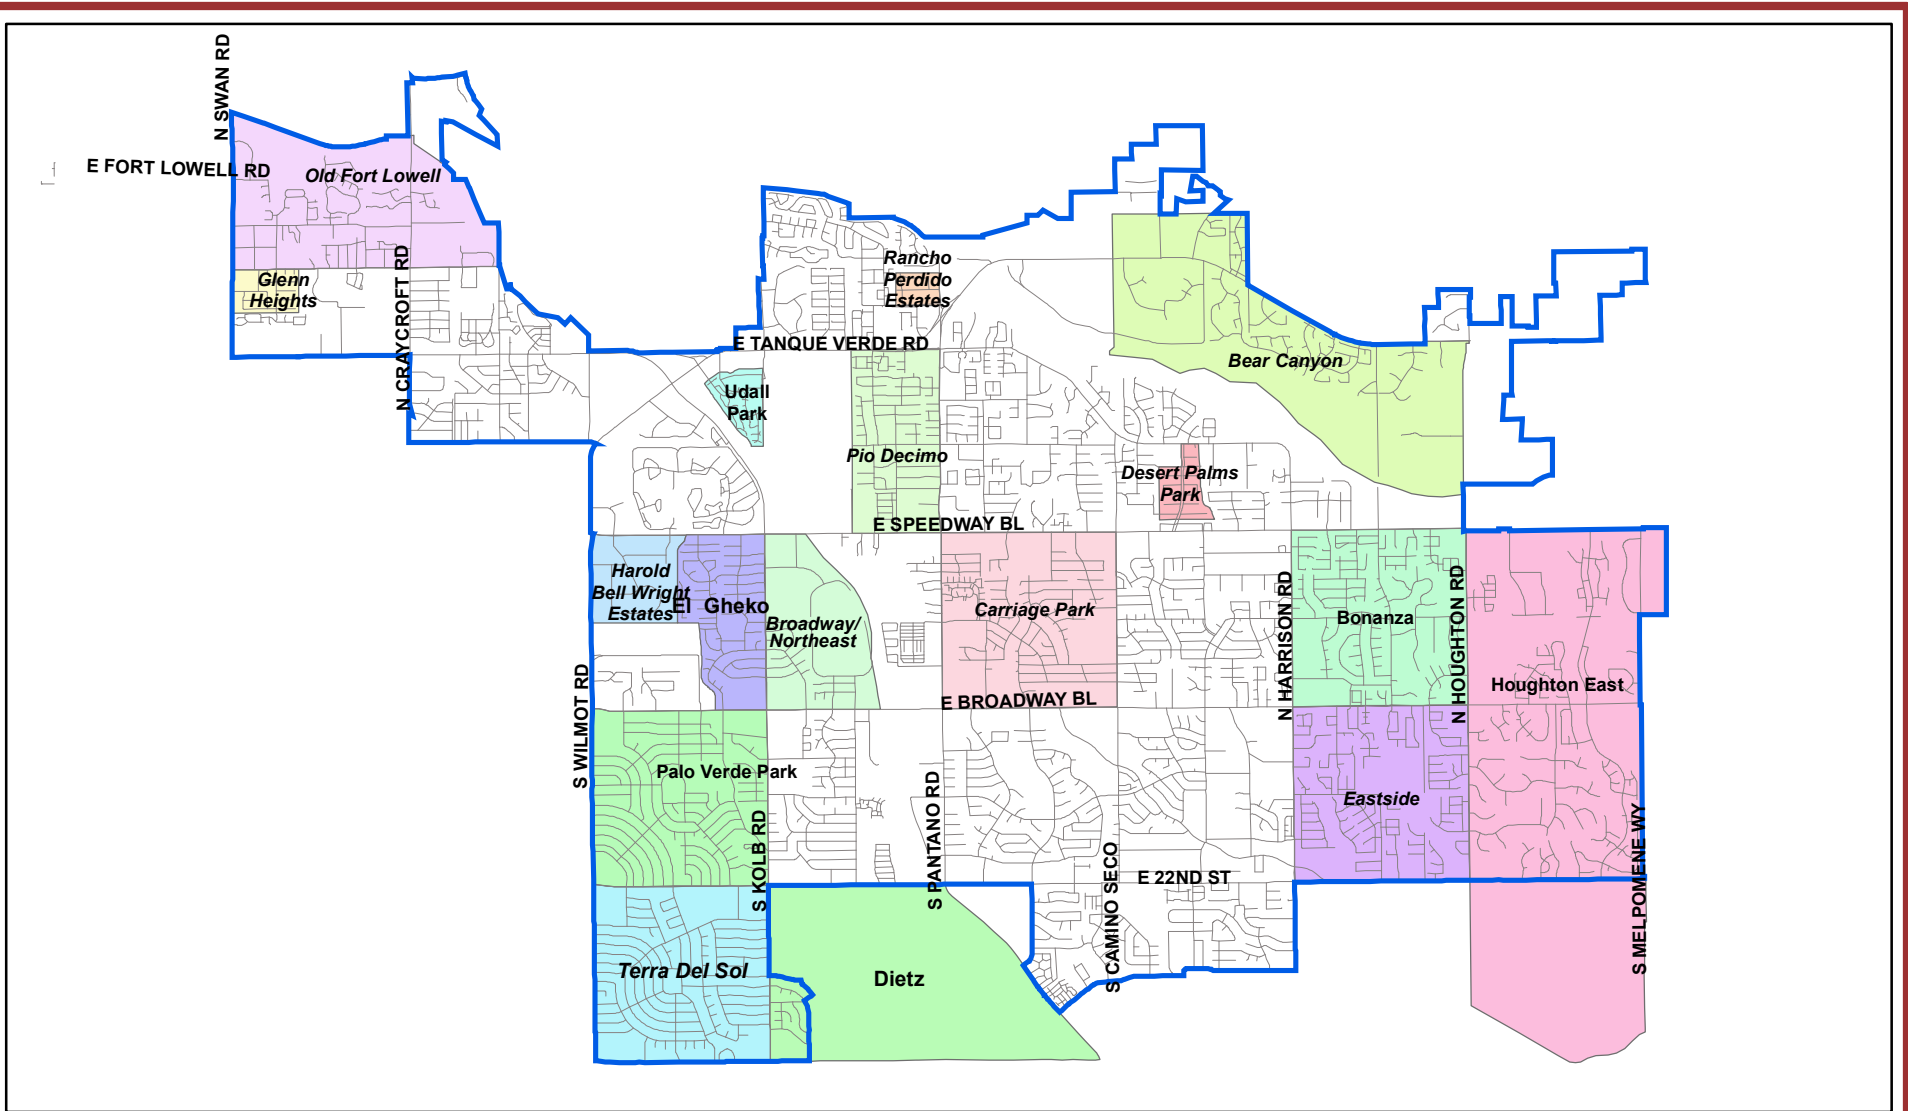 N SWAN RD
E FORT LOWELL RD
Old Fort Lowell
Glenn
Heights
N CRAYCROFT RD
Rancho
Perdido
Estates
E TANQUE VERDE RD
Bear Canyon
Udall
Park
Pio Decimo
Desert Palms
Park
E SPEEDWAY BL
Harold
Bell Wright
Estates
El Gheko
Broadway/
Northeast
Carriage Park
N HARRISON RD
Bonanza
N HOUGHTON RD
Houghton East
E BROADWAY BL
S WILMOT RD
Palo Verde Park
S KOLB RD
S PANTANO RD
S CAMINO SECO
E 22ND ST
Eastside
S MELPOMENE WY
Terra Del Sol
Dietz